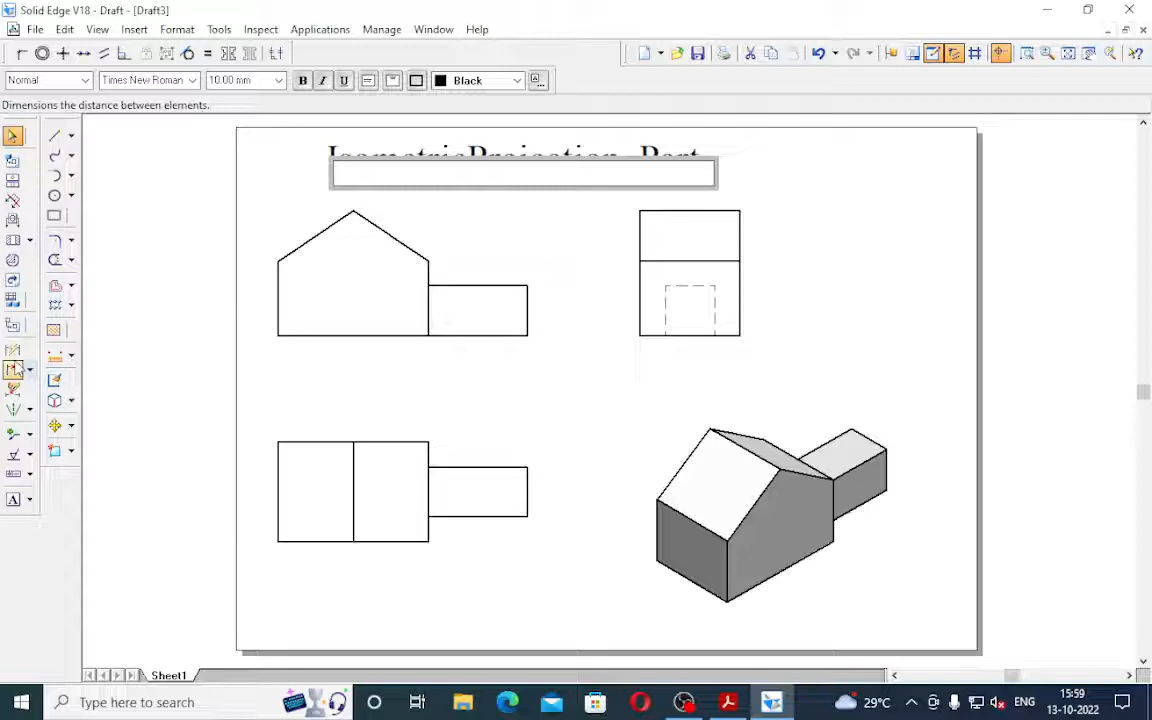 Solid Edge V18 - Draft - [Draft3]
File Edit View Insert Format Tools Inspect Applications Manage Window Help
Normal Times New Roman 10.00 mm B I U Black
Dimensions the distance between elements.
IsometricProjection Part
A
Sheet1
Type here to search
29°C ENG
15:59
13-10-2022